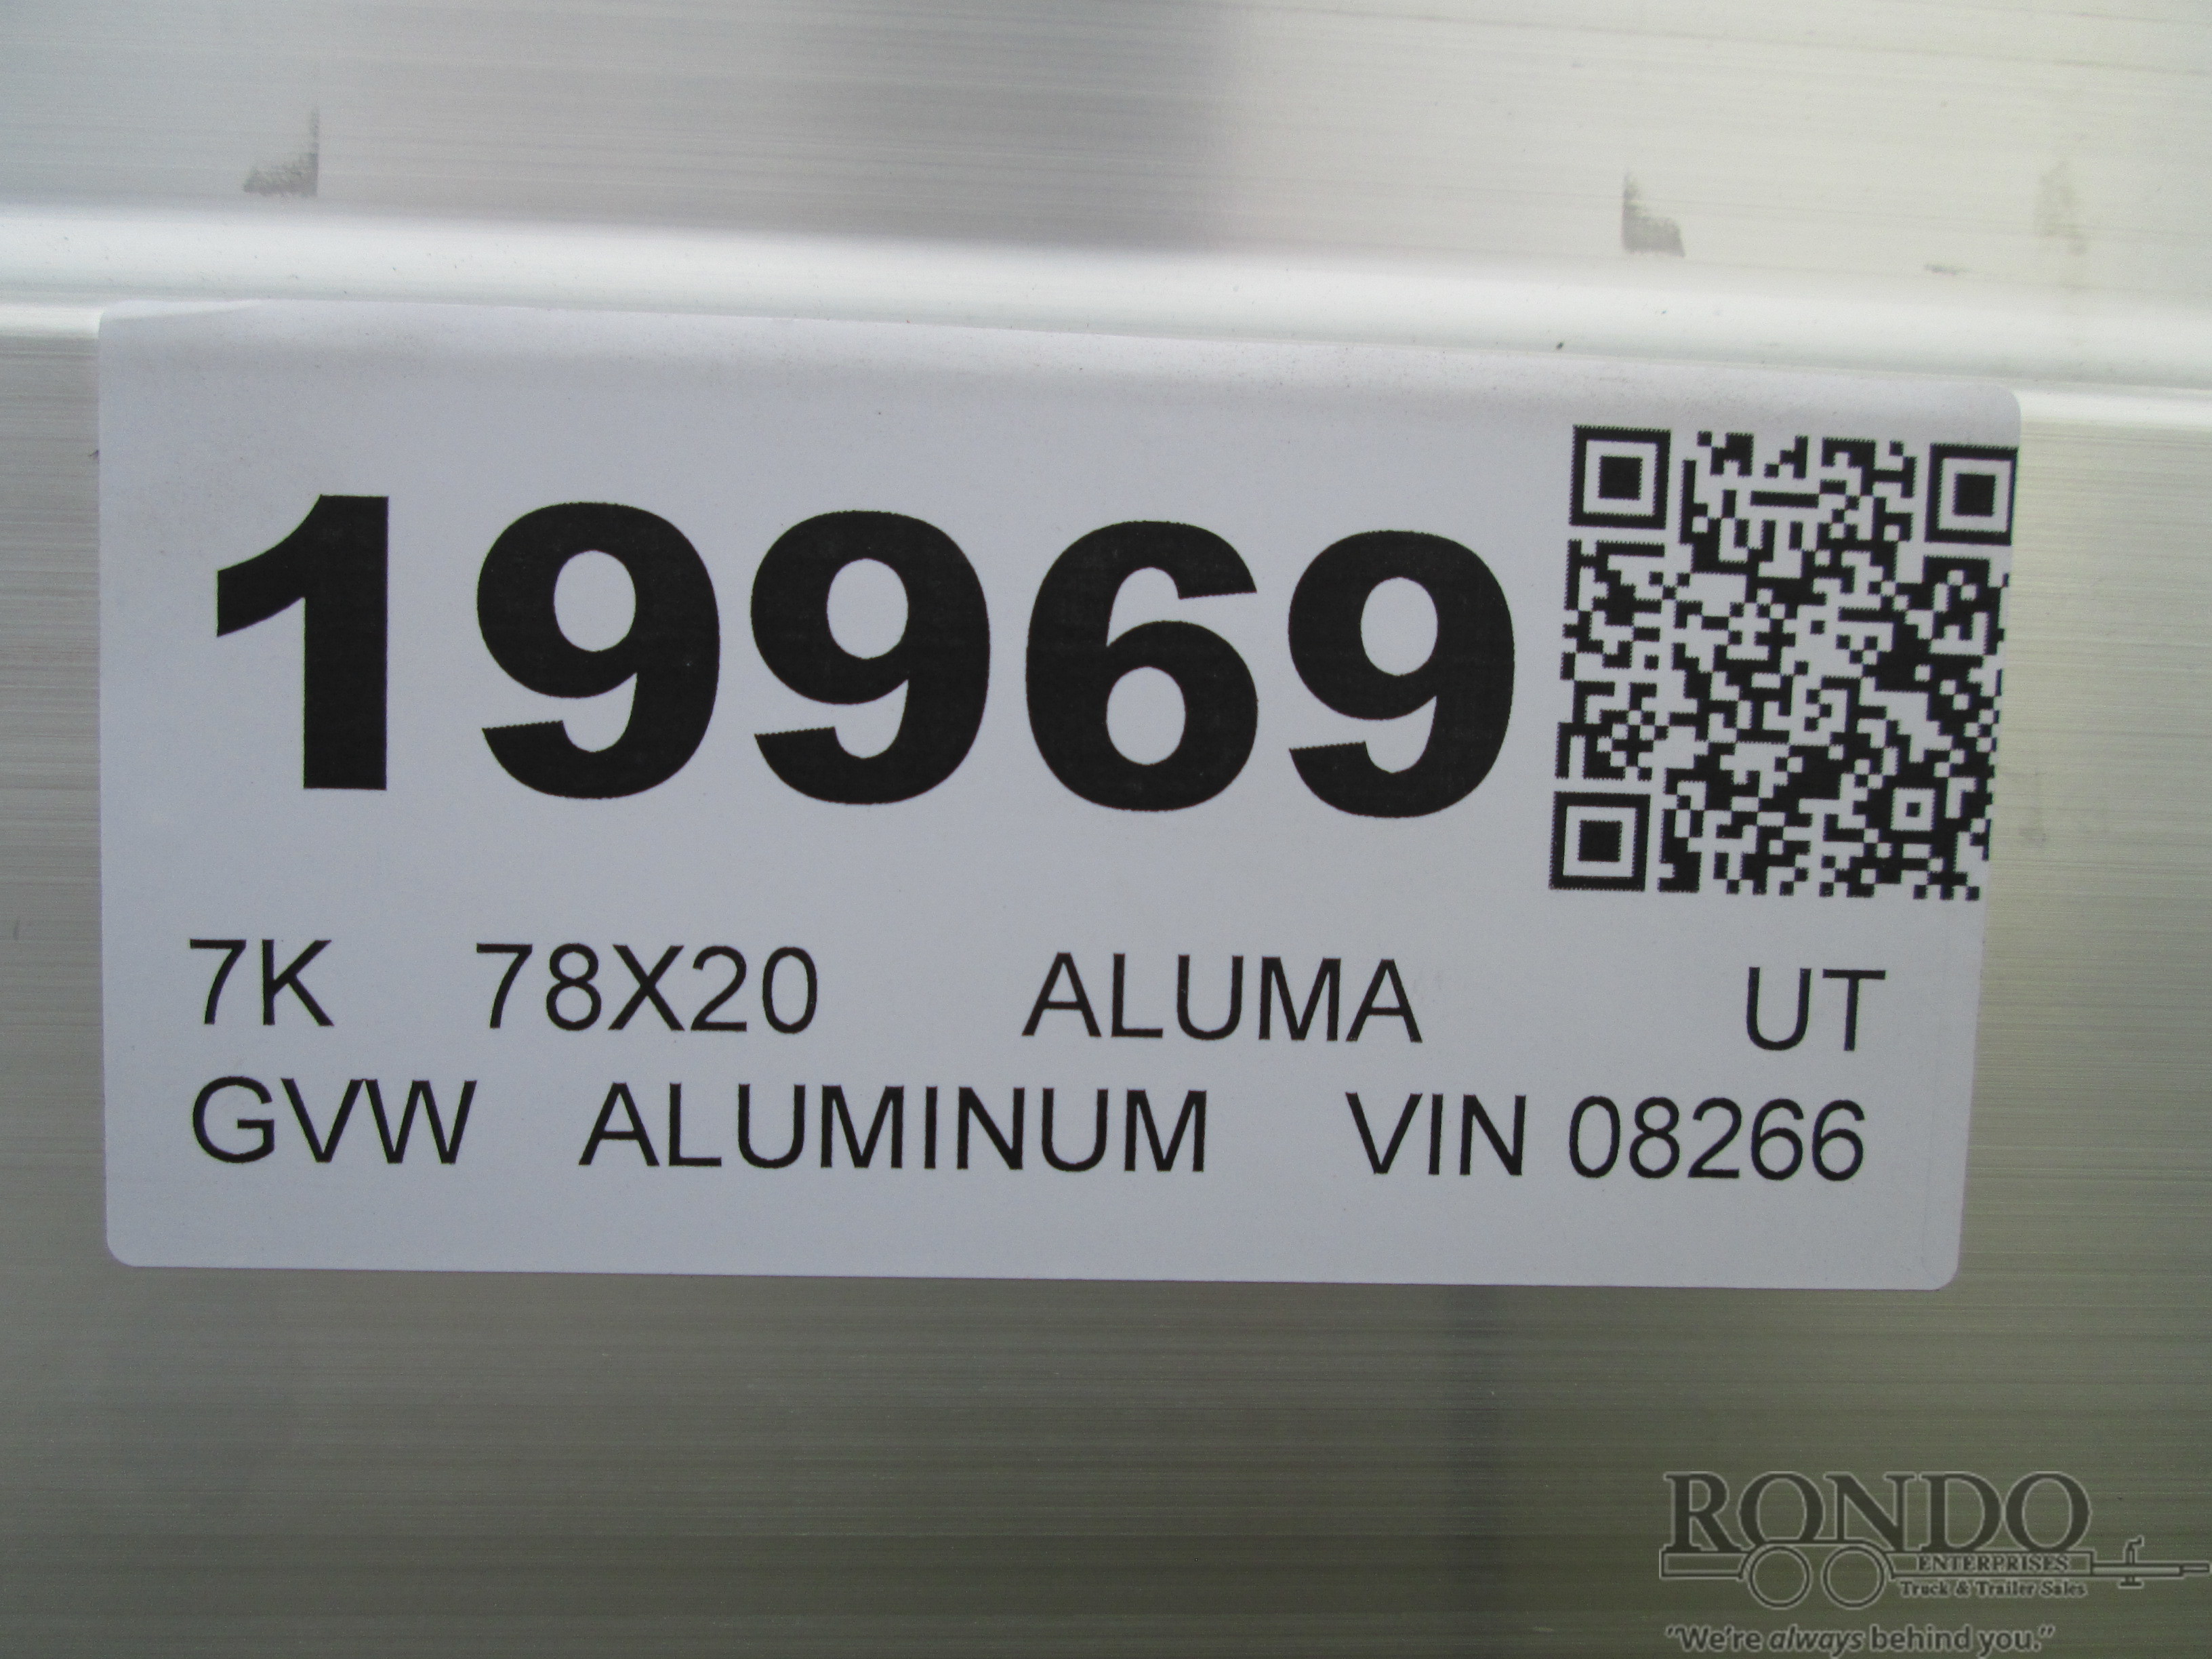 19969
7K 78X20 ALUMA UT
GVW ALUMINUM VIN 08266
RONDO
ENTERPRISES
Truck & Trailer Sales
"We're always behind you."